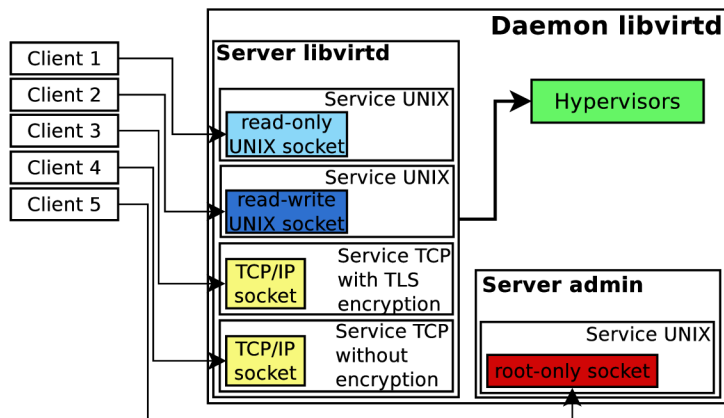 Daemon libvirtd
Server libvirtd
Client 1
Client 2
Client 3
Client 4
Client 5
Service UNIX
read-only
UNIX socket
Service UNIX
read-write
UNIX socket
Service TCP
with TLS
encryption
TCP/IP
socket
Service TCP
without
encryption
TCP/IP
socket
Hypervisors
Server admin
Service UNIX
root-only socket